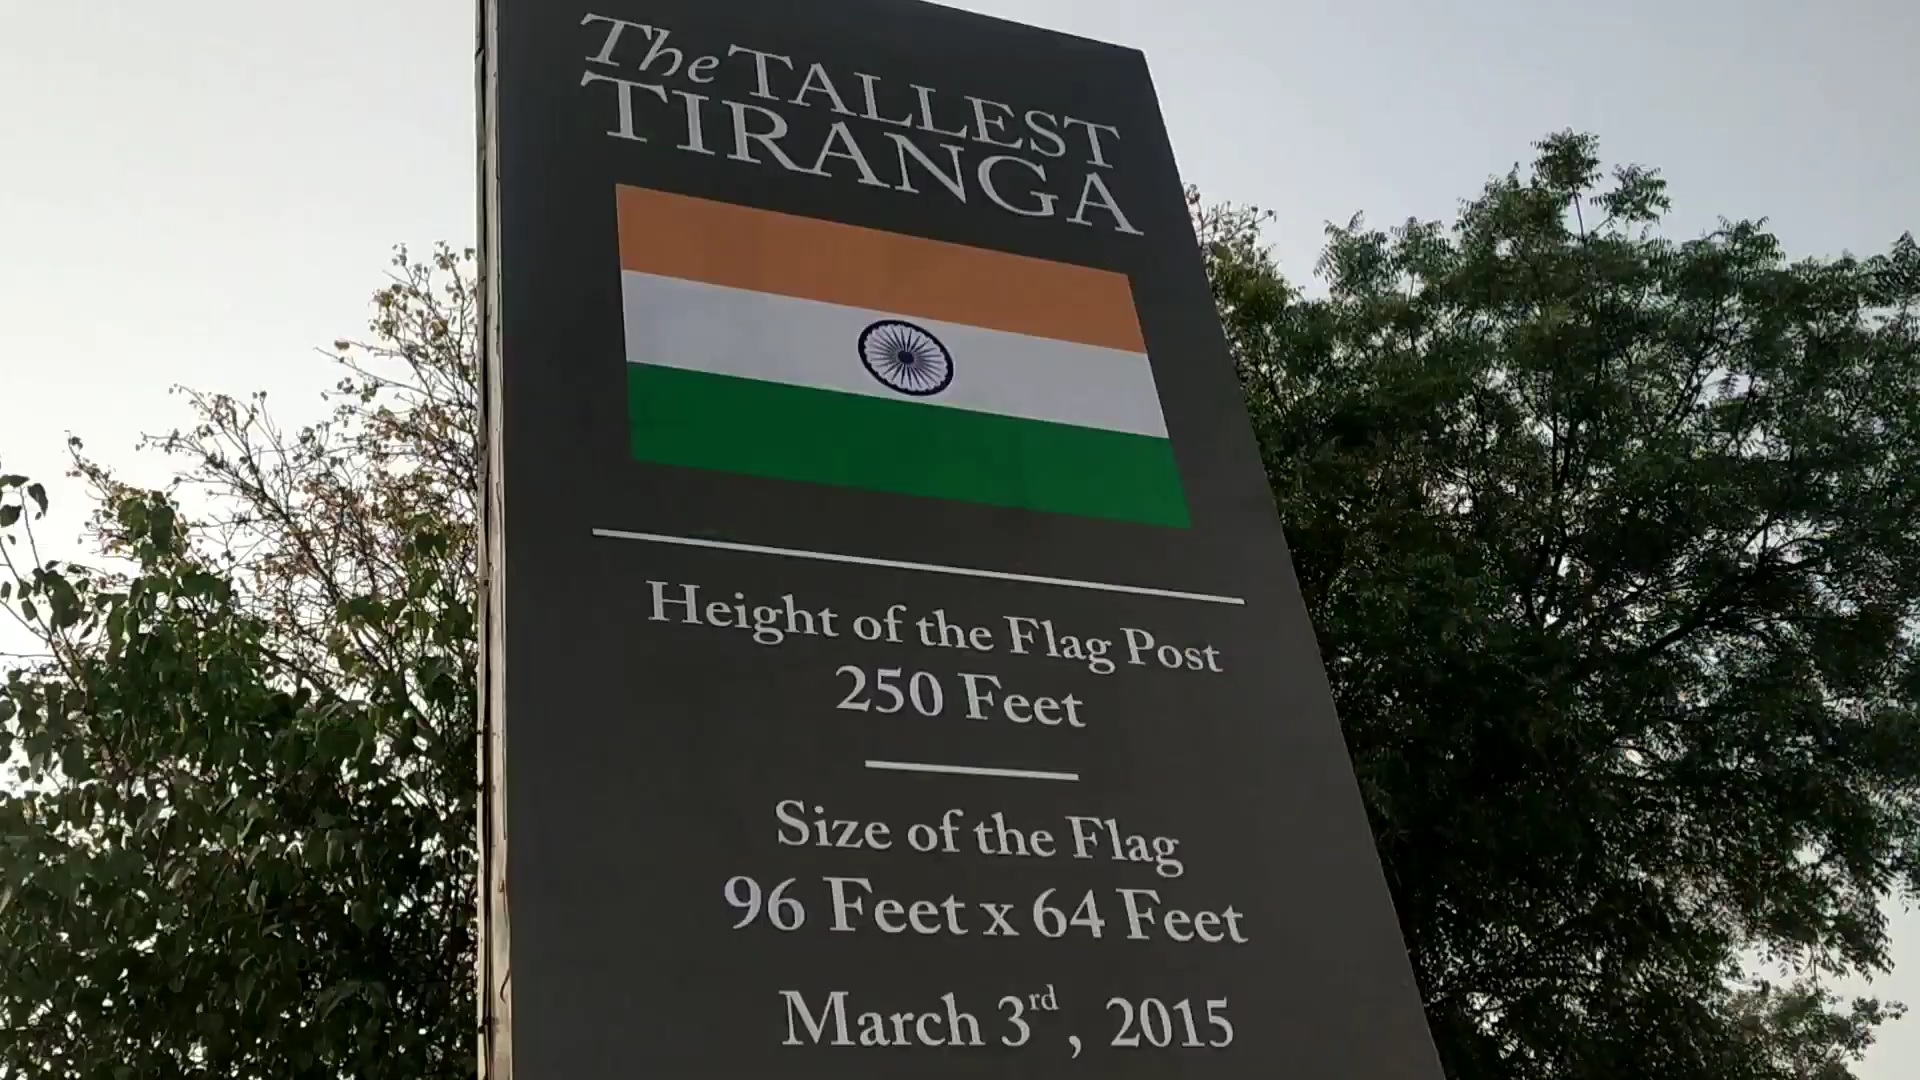 The TALLEST
TIRANGA
Height of the Flag Post
250 Feet
Size of the Flag
96 Feet x 64 Feet
March 3rd, 2015